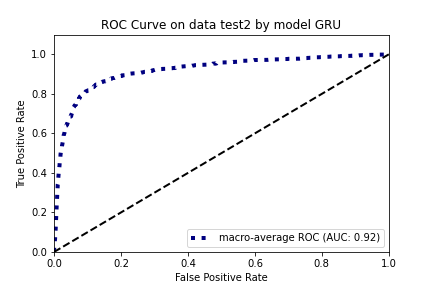 ROC Curve on data test2 by model GRU
True Positive Rate
1.0
0.8
0.6
0.4
0.2
0.0
macro-average ROC (AUC: 0.92)
0.0 0.2 0.4 0.6 0.8 1.0
False Positive Rate